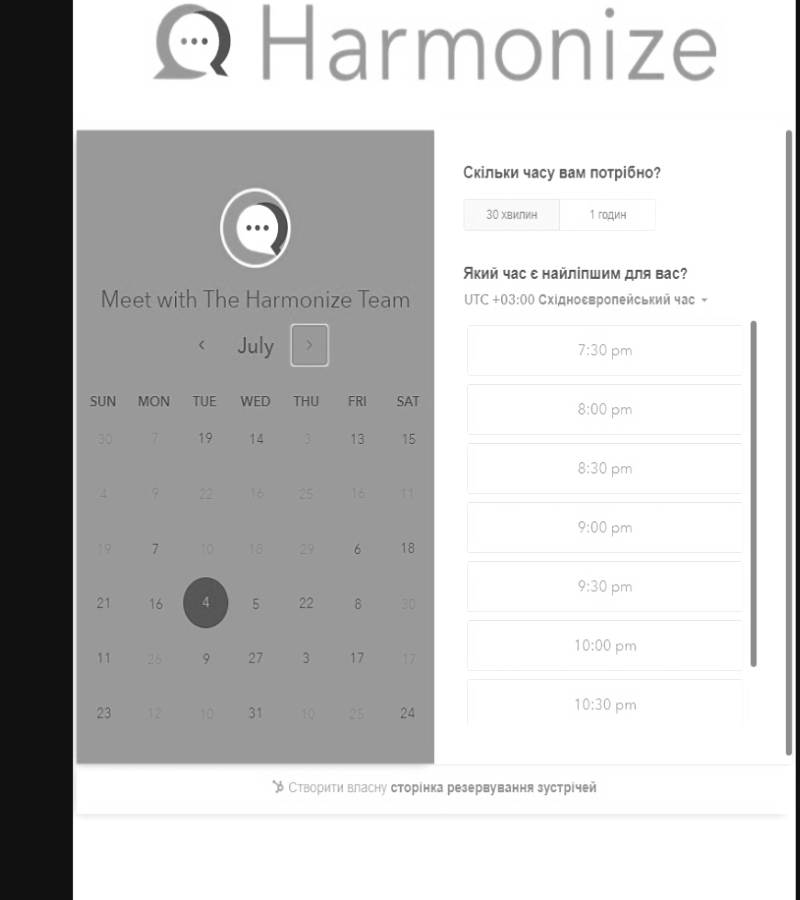 Harmonize
Meet with The Harmonize Team
July
SUN MON TUE WED THU FRI SAT
30 7 19 14 3 13 15
4 9 22 16 25 16 11
19 7 10 18 29 6 18
21 16 4 5 22 8 30
11 26 9 27 3 17 17
23 12 10 31 10 25 24
Скільки часу вам потрібно?
30 хвилин 1 годин
Який час є найліпшим для вас?
UTC +03:00 Східноєвропейський час
7:30 pm
8:00 pm
8:30 pm
9:00 pm
9:30 pm
10:00 pm
10:30 pm
Створити власну сторінка резервування зустрічей